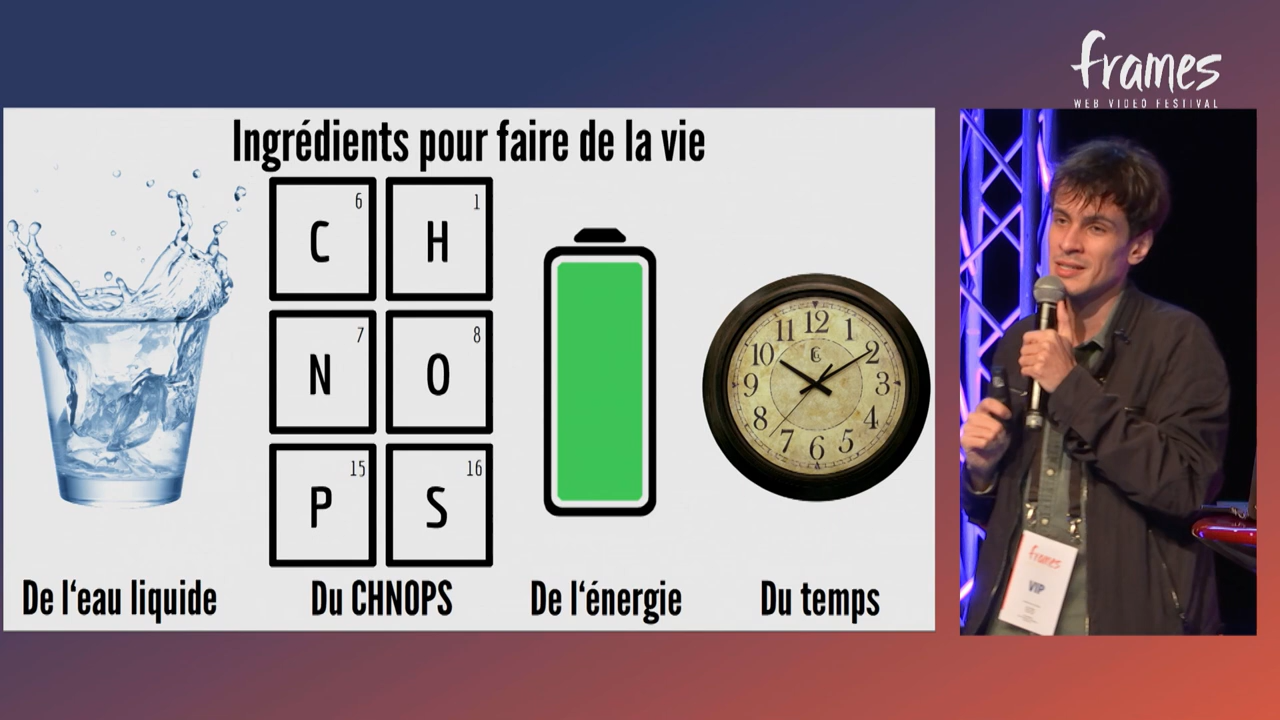 frames
WEB VIDEO FESTIVAL
Ingrédients pour faire de la vie
6
C
1
H
7
N
8
O
15
P
16
S
11 12 1
10 2
9 3
8 4
7 6 5
De l'eau liquide
Du CHNOPS
De l'énergie
Du temps
frames
VIP